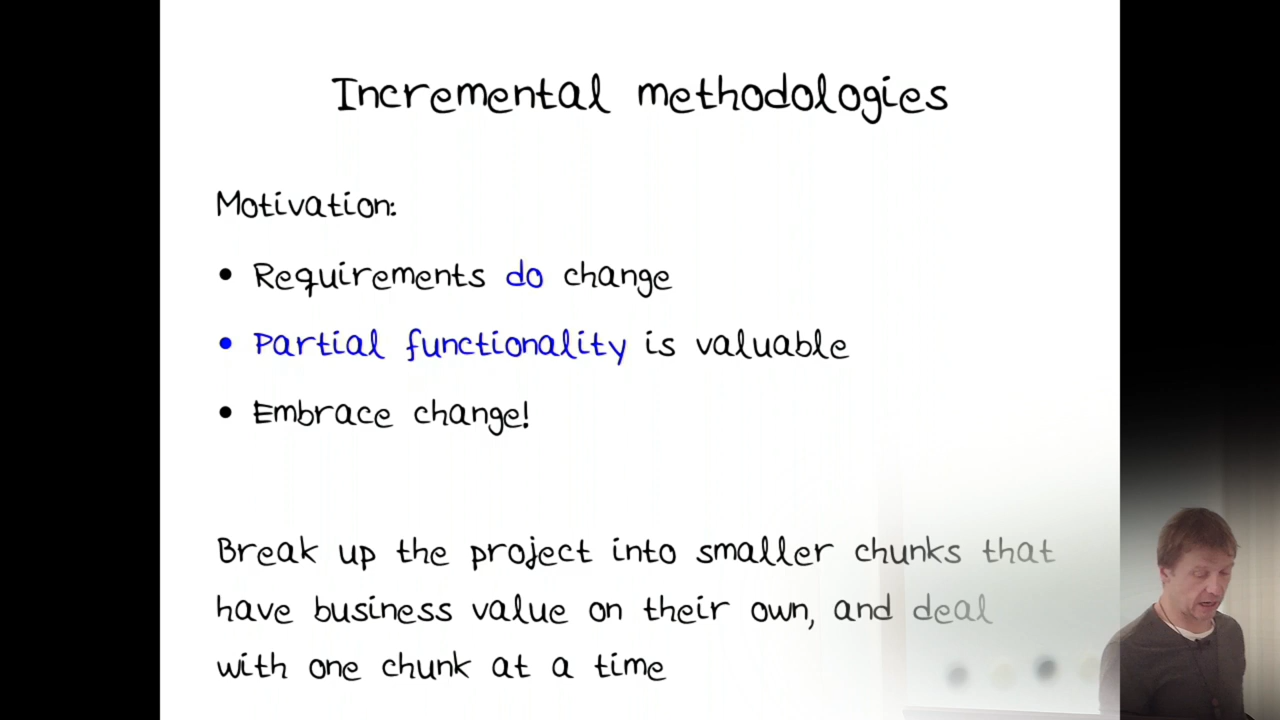 Incremental methodologies
Motivation:
• Requirements do change
• Partial functionality is valuable
• Embrace change!
Break up the project into smaller chunks that
have business value on their own, and deal
with one chunk at a time